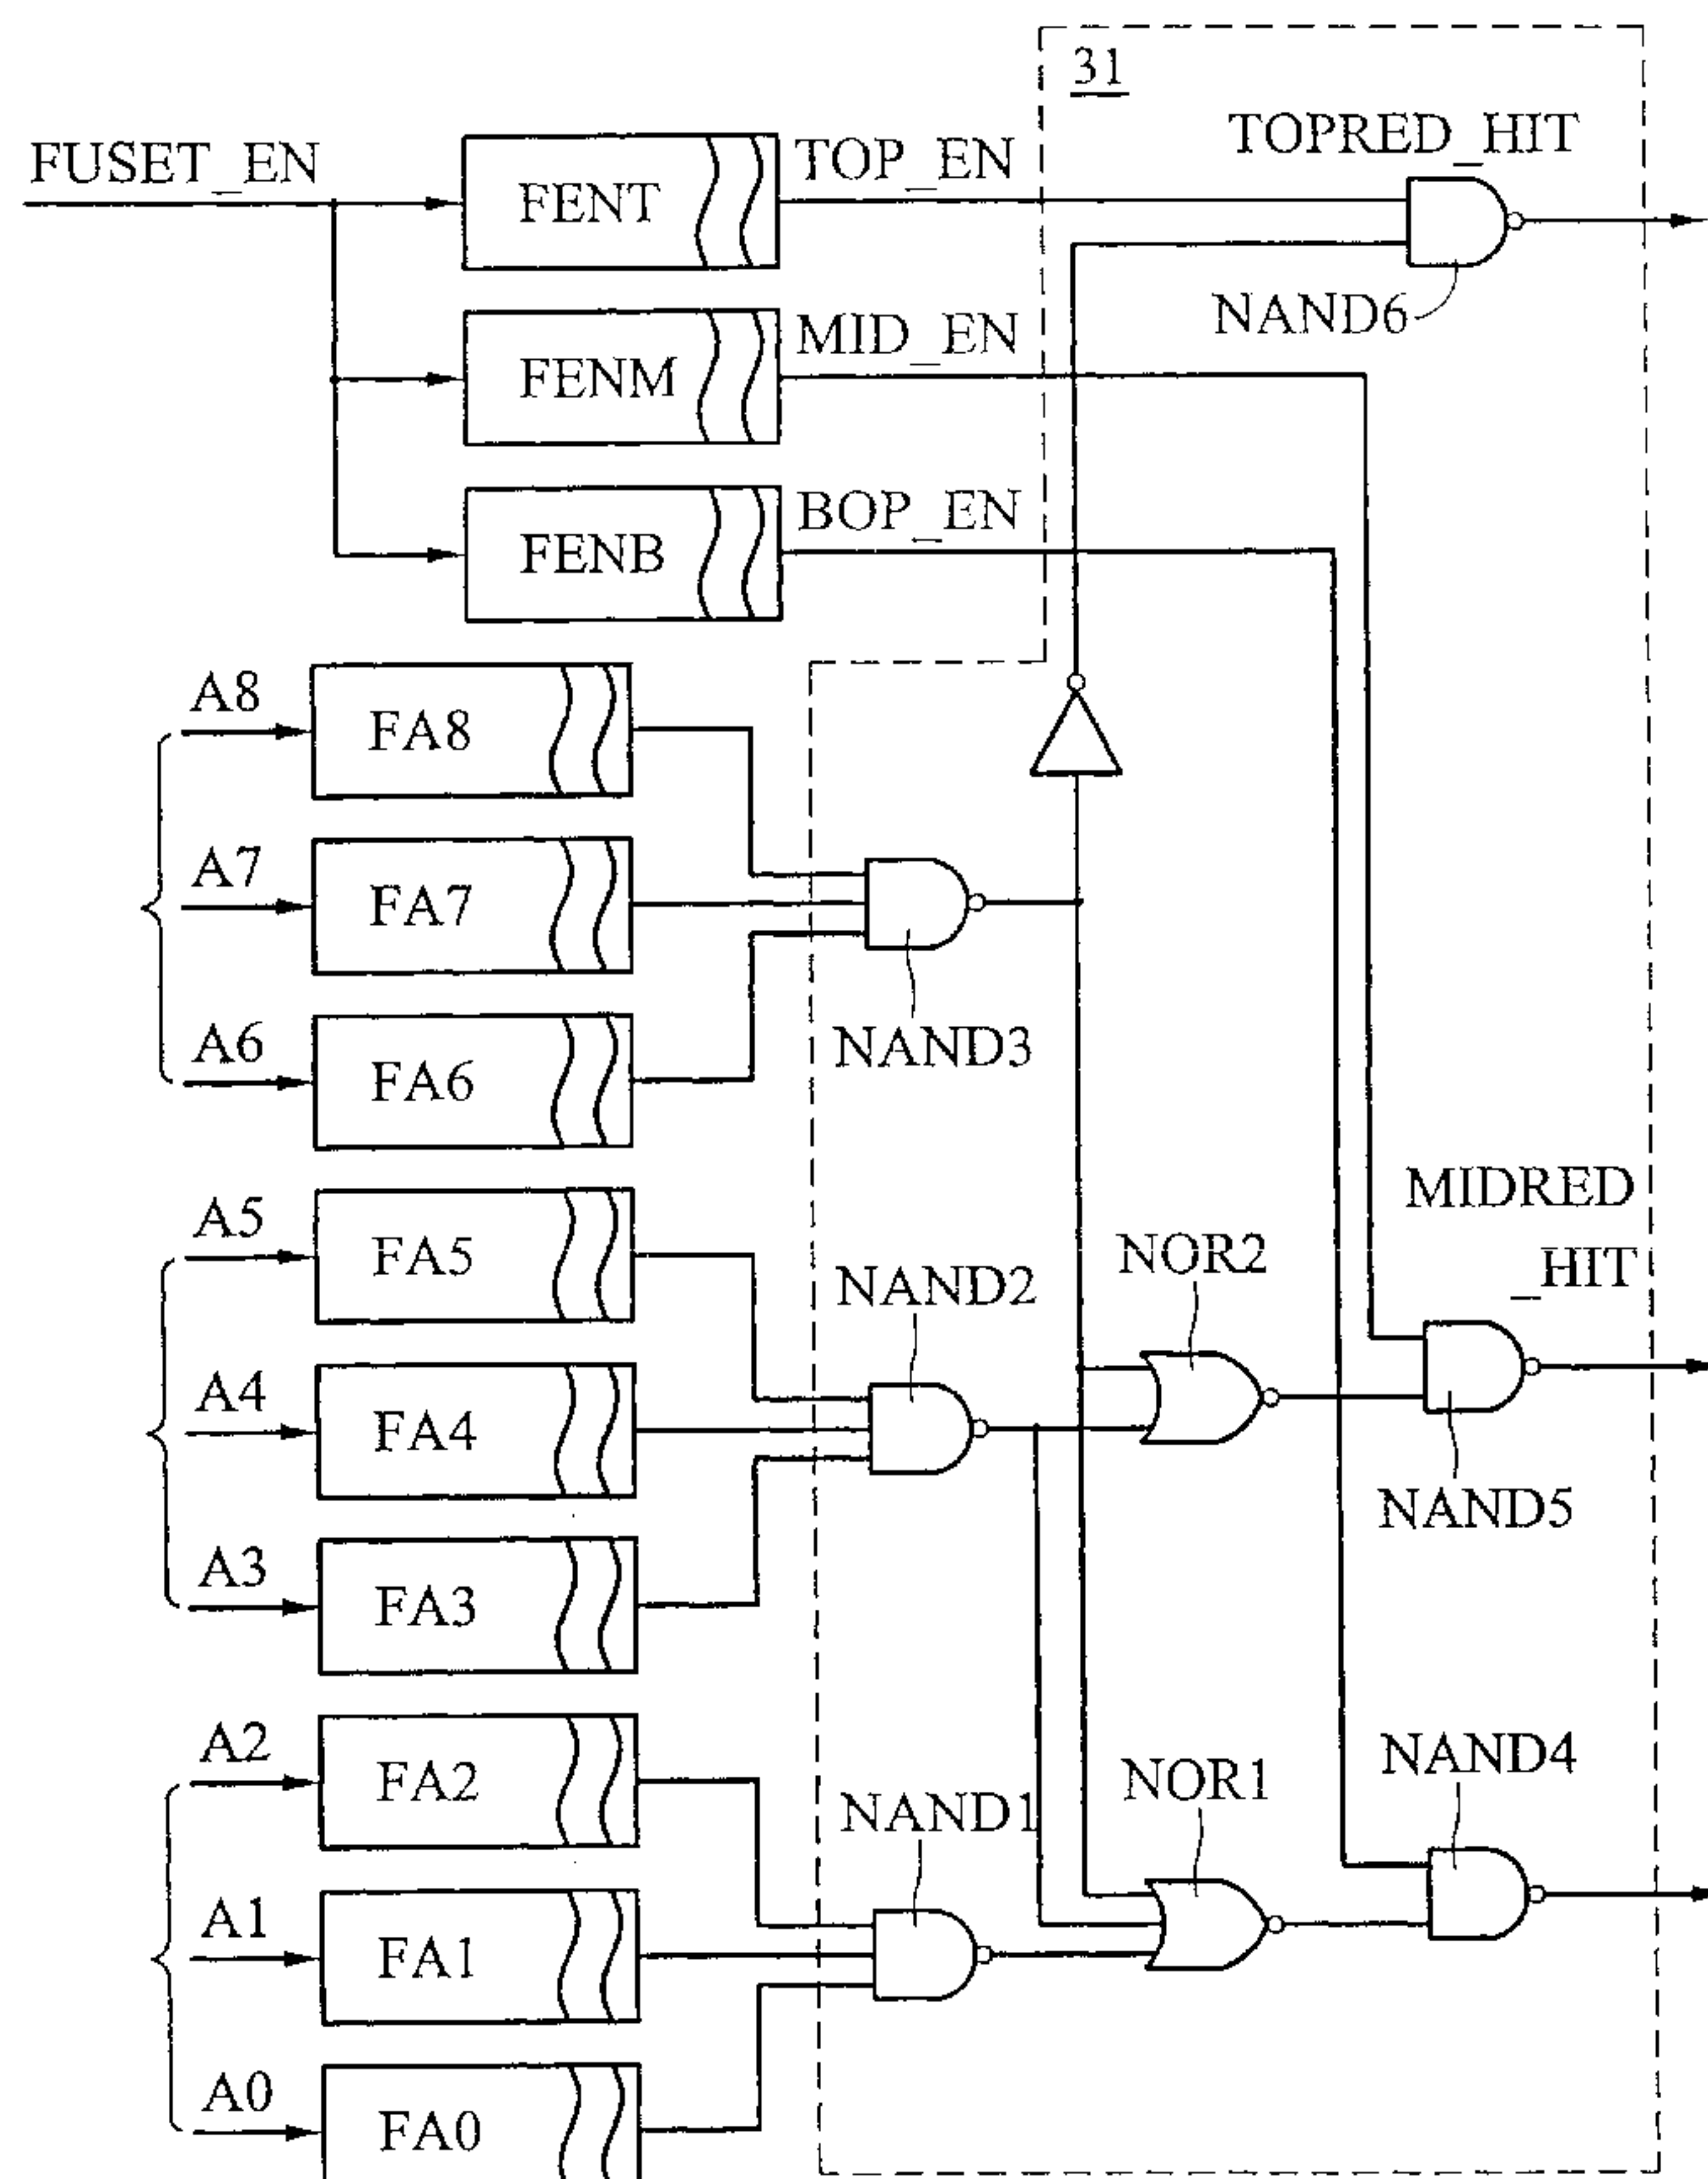 31
FUSET_EN
FENT
TOP_EN
TOPRED_HIT
NAND6
FENM
MID_EN
FENB
BOP_EN
A8
FA8
A7
FA7
NAND3
A6
FA6
A5
FA5
NAND2
NOR2
MIDRED
_HIT
A4
FA4
NAND5
A3
FA3
A2
FA2
NAND1
NOR1
NAND4
A1
FA1
A0
FA0